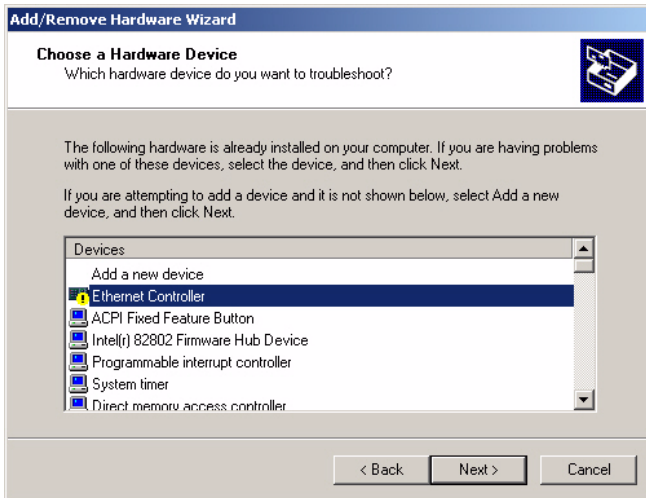 Add/Remove Hardware Wizard
Choose a Hardware Device
Which hardware device do you want to troubleshoot?
The following hardware is already installed on your computer. If you are having problems
with one of these devices, select the device, and then click Next.
If you are attempting to add a device and it is not shown below, select Add a new
device, and then click Next.
Devices
Add a new device
Ethernet Controller
ACPI Fixed Feature Button
Intel(r) 82802 Firmware Hub Device
Programmable interrupt controller
System timer
Direct memory access controller
< Back Next > Cancel